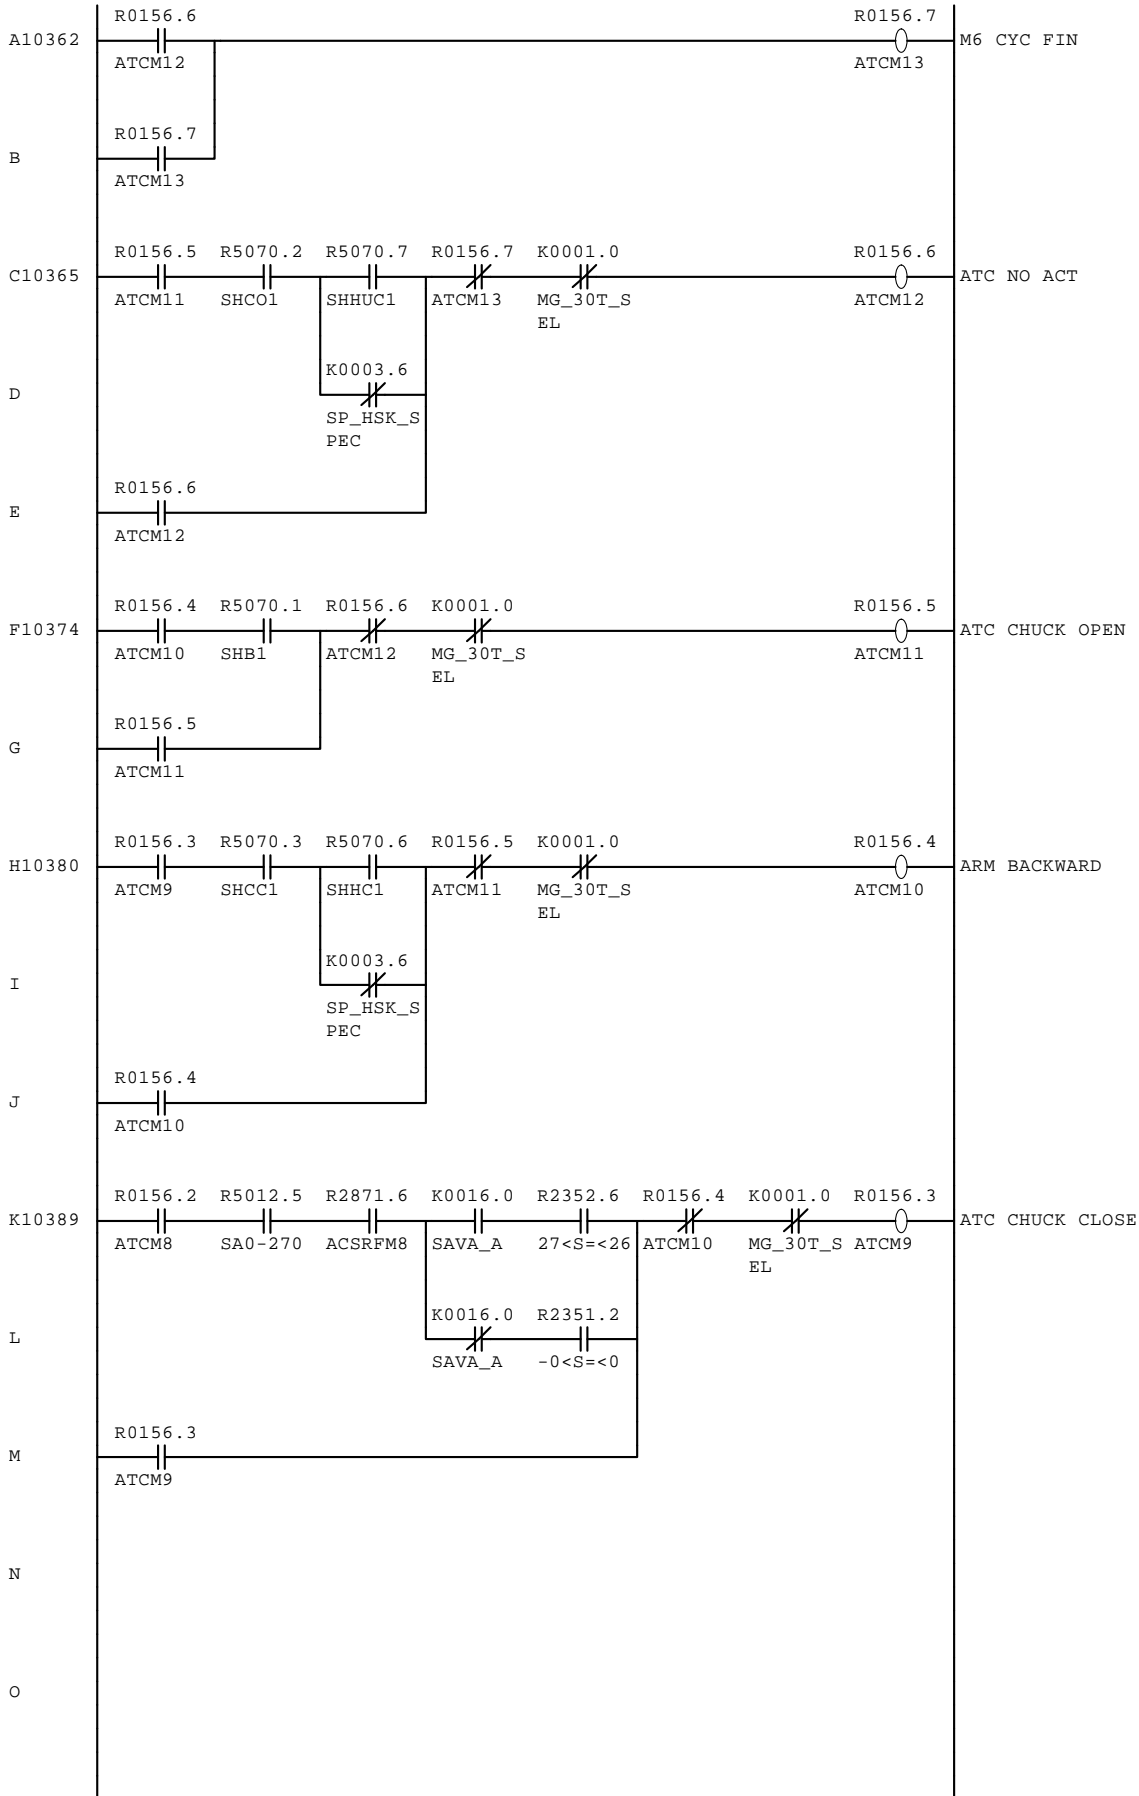 R0156.6 R0156.7
A10362 M6 CYC FIN
ATCM12 ATCM13
R0156.7
B
ATCM13
R0156.5 R5070.2 R5070.7 R0156.7 K0001.0 R0156.6
C10365 ATC NO ACT
ATCM11 SHCO1 SHHUC1 ATCM13 MG_30T_S ATCM12
EL
K0003.6
D
SP_HSK_S
PEC
R0156.6
E
ATCM12
R0156.4 R5070.1 R0156.6 K0001.0 R0156.5
F10374 ATC CHUCK OPEN
ATCM10 SHB1 ATCM12 MG_30T_S ATCM11
EL
R0156.5
G
ATCM11
R0156.3 R5070.3 R5070.6 R0156.5 K0001.0 R0156.4
H10380 ARM BACKWARD
ATCM9 SHCC1 SHHC1 ATCM11 MG_30T_S ATCM10
EL
K0003.6
I
SP_HSK_S
PEC
R0156.4
J
ATCM10
R0156.2 R5012.5 R2871.6 K0016.0 R2352.6 R0156.4 K0001.0 R0156.3
K10389 ATC CHUCK CLOSE
ATCM8 SA0-270 ACSRFM8 SAVA_A 27<S=<26 ATCM10 MG_30T_S ATCM9
EL
K0016.0 R2351.2
L
SAVA_A -0<S=<0
R0156.3
M
ATCM9
N
O